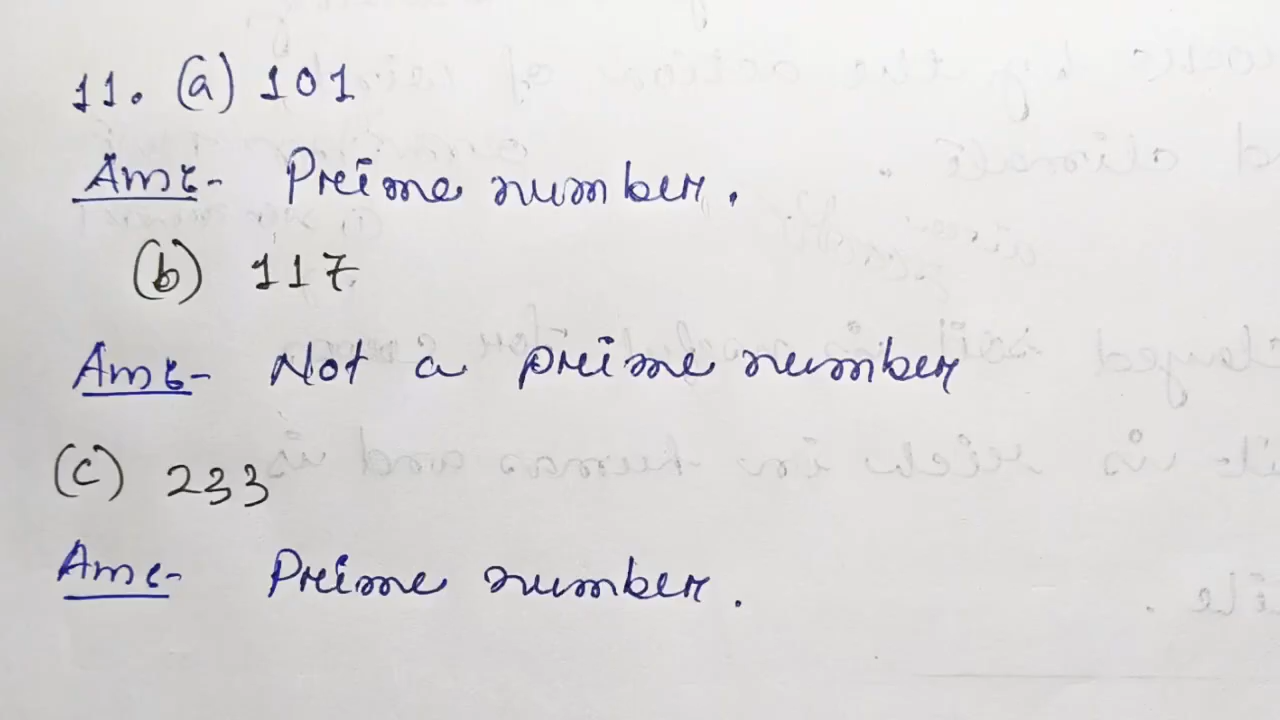 11. (a) 101
Ans:- Prime number.
(b) 117
Ans:- Not a prime number
(c) 233
Ans:- Prime number.